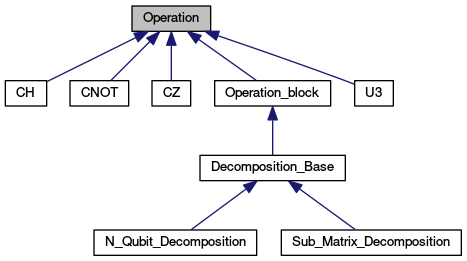 Operation
CH
CNOT
CZ
Operation_block
U3
Decomposition_Base
N_Qubit_Decomposition
Sub_Matrix_Decomposition